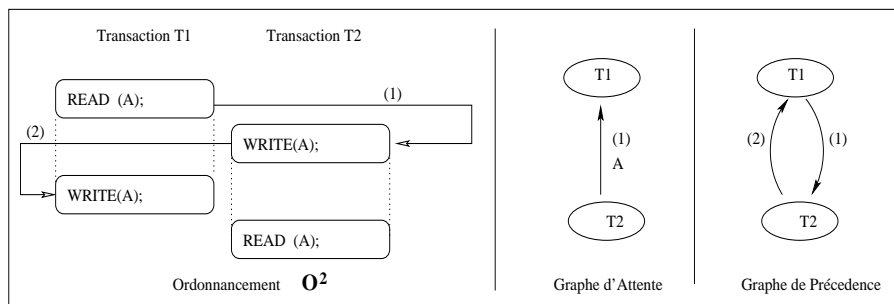 Transaction T1
Transaction T2
READ (A);
(1)
(2)
WRITE(A);
WRITE(A);
READ (A);
Ordonnancement O²
T1
(1)
A
T2
Graphe d'Attente
T1
(2)
(1)
T2
Graphe de Précedence